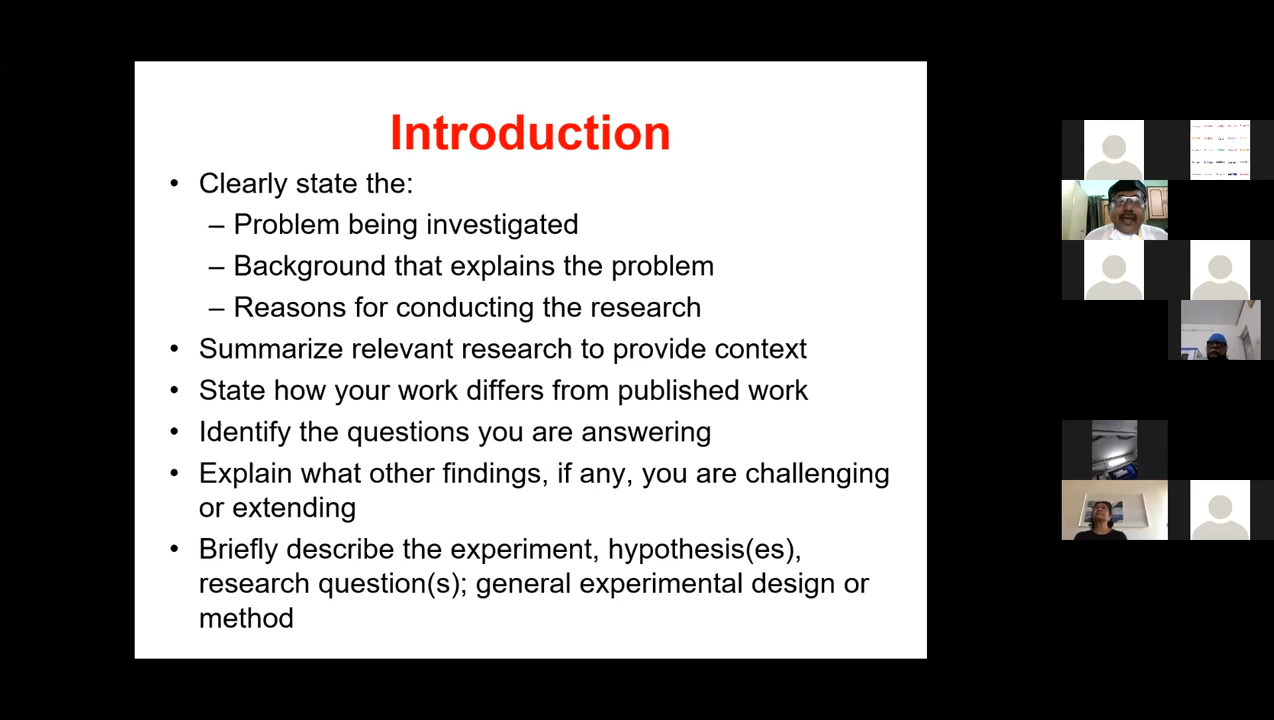 Introduction
• Clearly state the:
– Problem being investigated
– Background that explains the problem
– Reasons for conducting the research
• Summarize relevant research to provide context
• State how your work differs from published work
• Identify the questions you are answering
• Explain what other findings, if any, you are challenging
or extending
• Briefly describe the experiment, hypothesis(es),
research question(s); general experimental design or
method